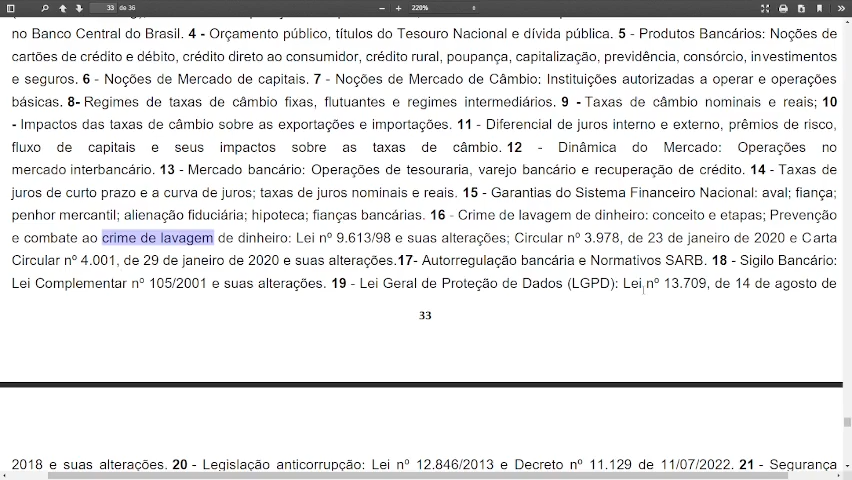 33 de 36 220%
no Banco Central do Brasil. 4 - Orçamento público, títulos do Tesouro Nacional e dívida pública. 5 - Produtos Bancários: Noções de
cartões de crédito e débito, crédito direto ao consumidor, crédito rural, poupança, capitalização, previdência, consórcio, investimentos
e seguros. 6 - Noções de Mercado de capitais. 7 - Noções de Mercado de Câmbio: Instituições autorizadas a operar e operações
básicas. 8- Regimes de taxas de câmbio fixas, flutuantes e regimes intermediários. 9 - Taxas de câmbio nominais e reais; 10
- Impactos das taxas de câmbio sobre as exportações e importações. 11 - Diferencial de juros interno e externo, prêmios de risco,
fluxo de capitais e seus impactos sobre as taxas de câmbio. 12 - Dinâmica do Mercado: Operações no
mercado interbancário. 13 - Mercado bancário: Operações de tesouraria, varejo bancário e recuperação de crédito. 14 - Taxas de
juros de curto prazo e a curva de juros; taxas de juros nominais e reais. 15 - Garantias do Sistema Financeiro Nacional: aval; fiança;
penhor mercantil; alienação fiduciária; hipoteca; fianças bancárias. 16 - Crime de lavagem de dinheiro: conceito e etapas; Prevenção
e combate ao crime de lavagem de dinheiro: Lei nº 9.613/98 e suas alterações; Circular nº 3.978, de 23 de janeiro de 2020 e Carta
Circular nº 4.001, de 29 de janeiro de 2020 e suas alterações.17- Autorregulação bancária e Normativos SARB. 18 - Sigilo Bancário:
Lei Complementar nº 105/2001 e suas alterações. 19 - Lei Geral de Proteção de Dados (LGPD): Lei nº 13.709, de 14 de agosto de
33
2018 e suas alterações. 20 - Legislação anticorrupção: Lei nº 12.846/2013 e Decreto nº 11.129 de 11/07/2022. 21 - Segurança